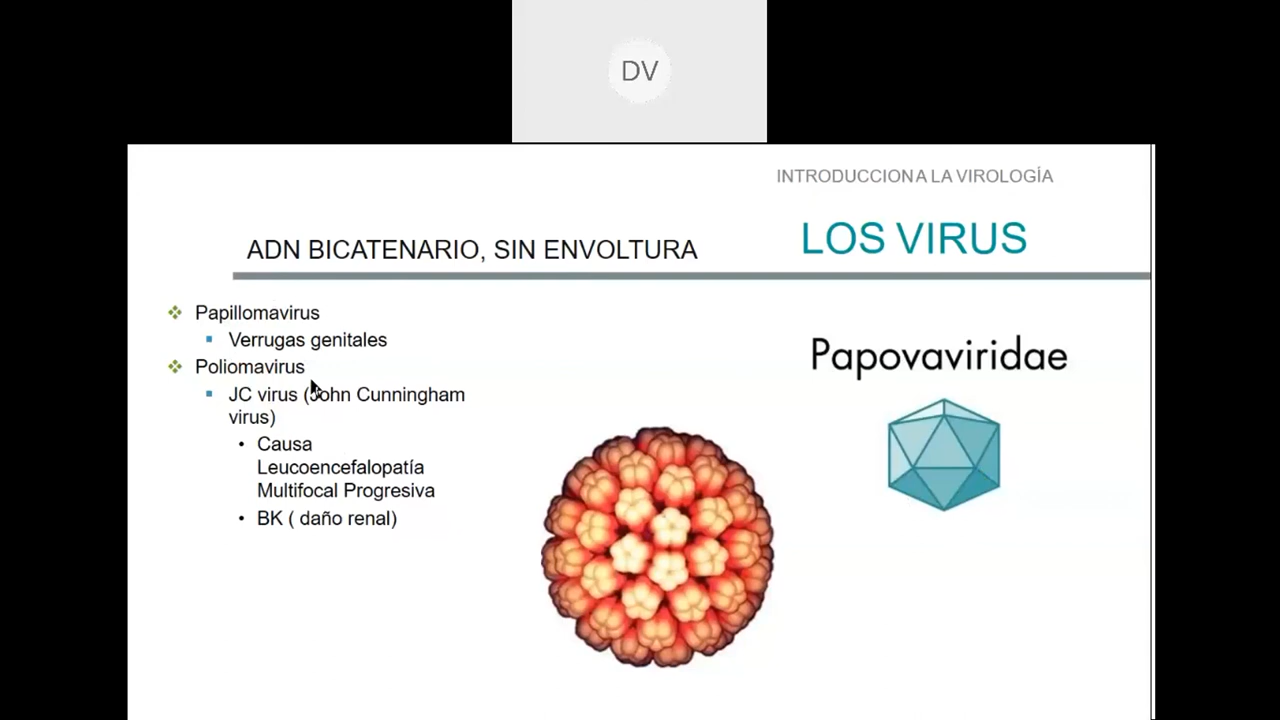 DV
INTRODUCCION A LA VIROLOGÍA
LOS VIRUS
ADN BICATENARIO, SIN ENVOLTURA
Papillomavirus
Verrugas genitales
Poliomavirus
JC virus (John Cunningham
virus)
Causa
Leucoencefalopatía
Multifocal Progresiva
BK ( daño renal)
Papovaviridae